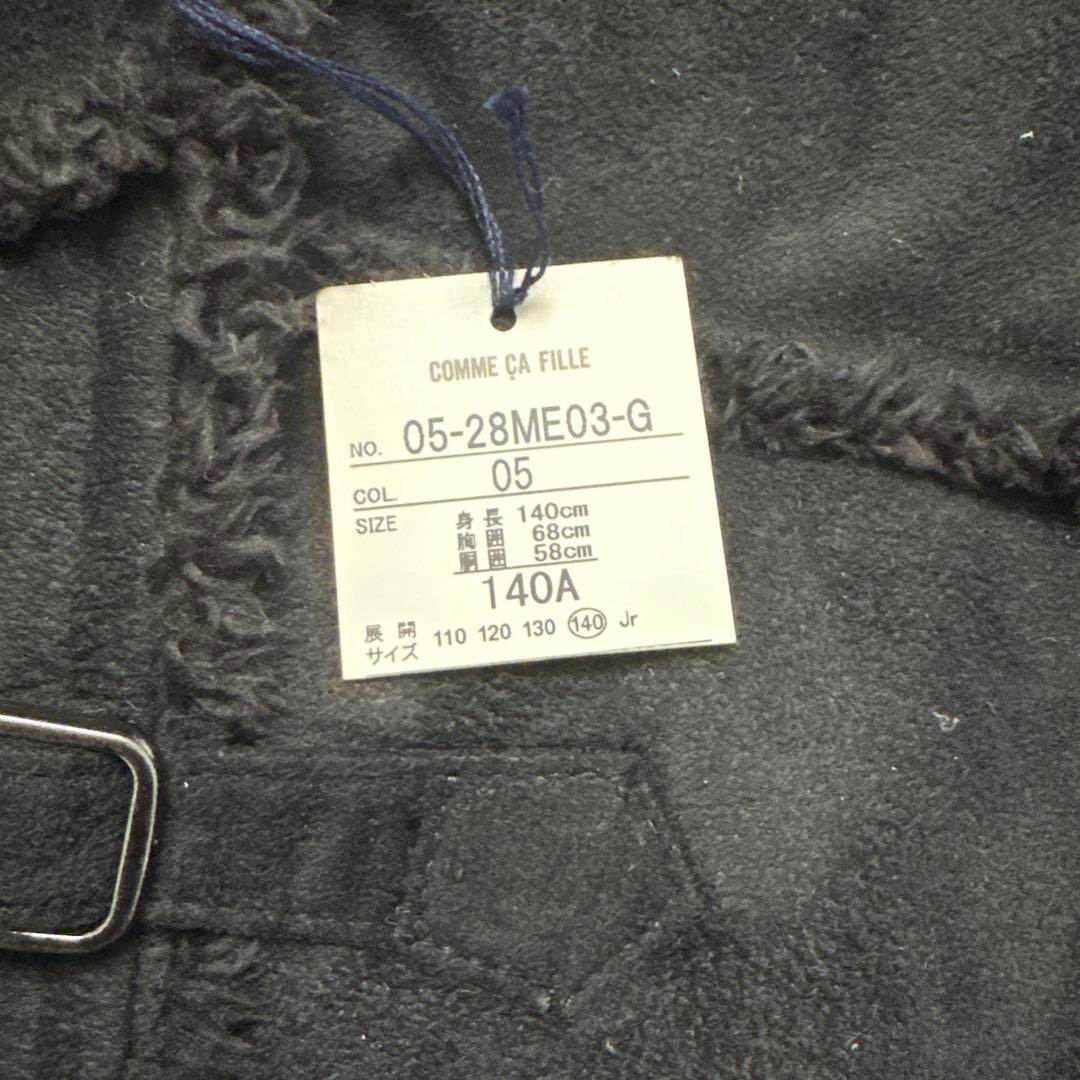 COMME ÇA FILLE
NO. 05-28ME03-G
COL. 05
SIZE 身長 140cm
胸囲 68cm
胴囲 58cm
140A
展開 110 120 130 140 Jr
サイズ